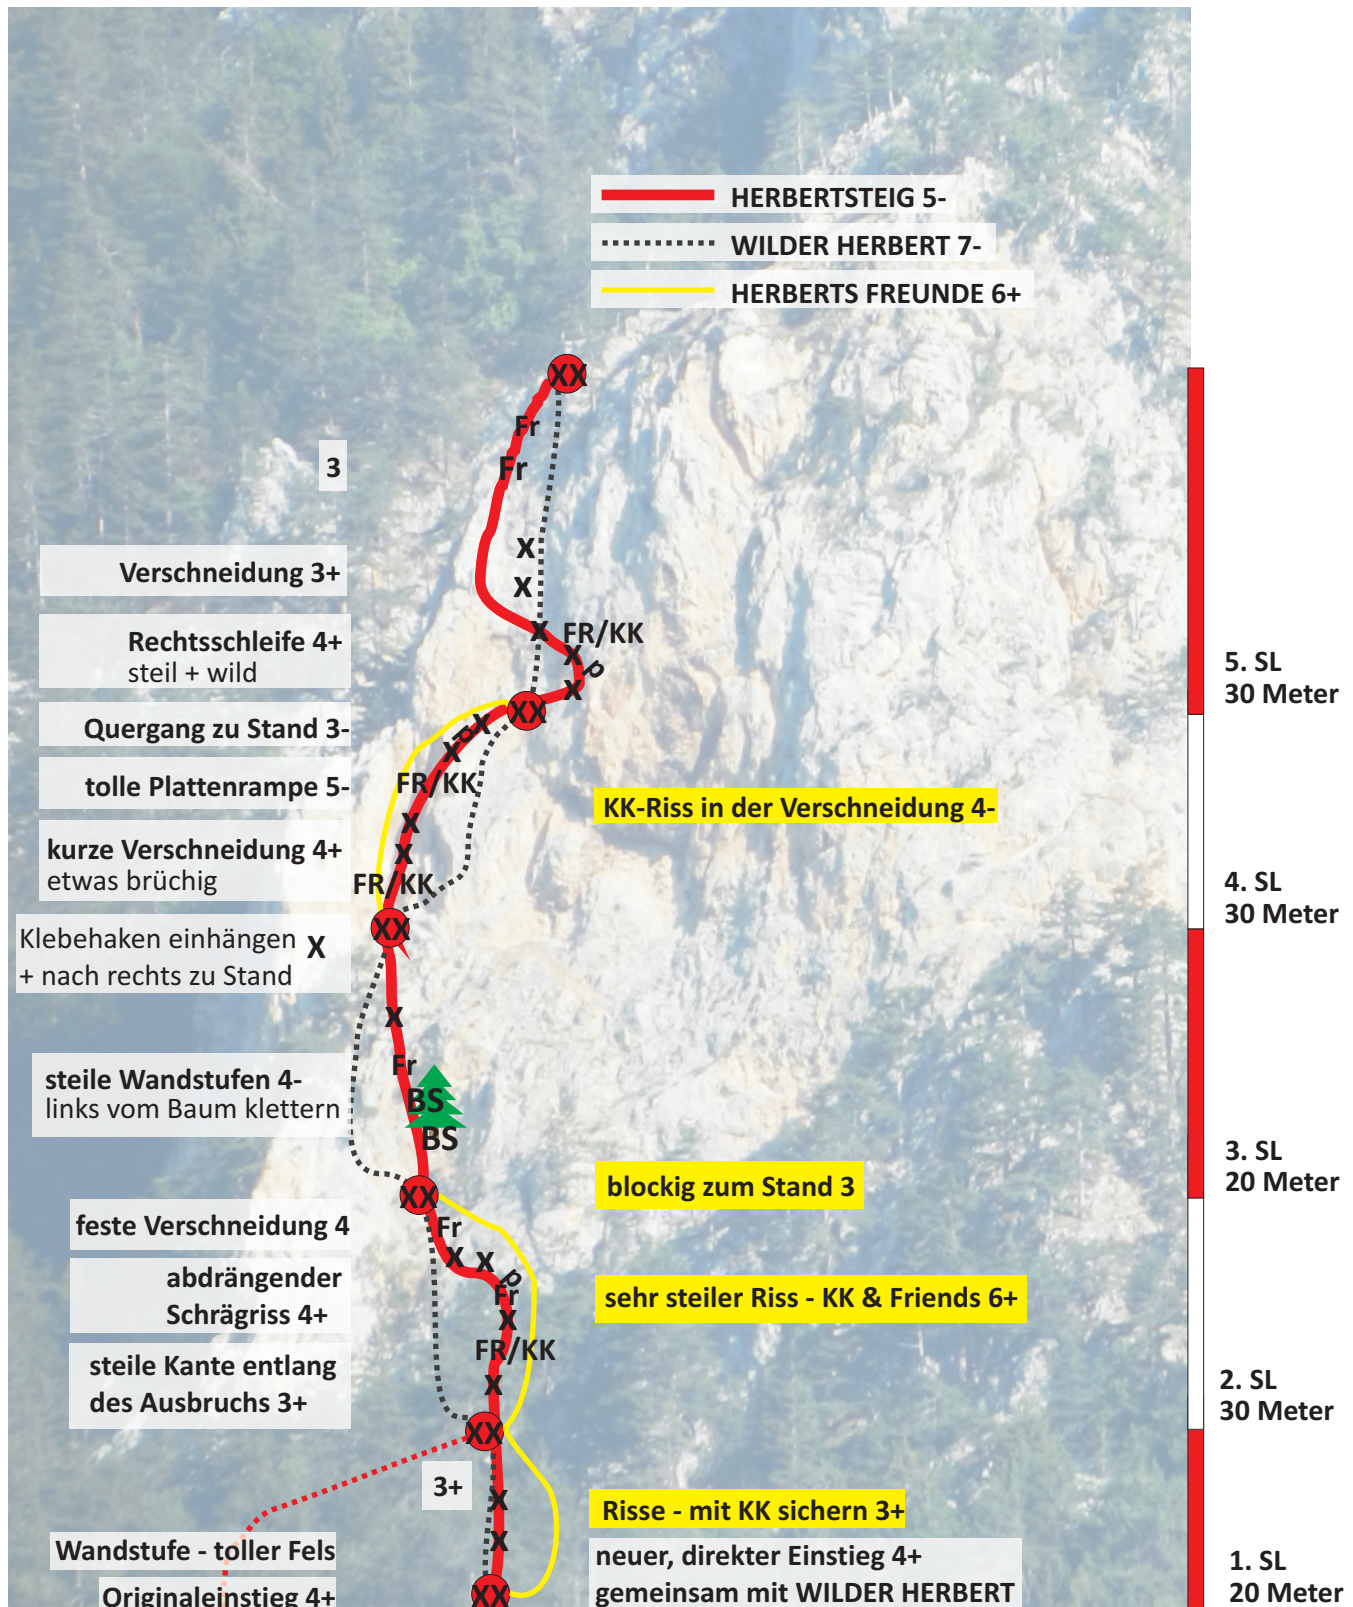 HERBERTSTEIG 5-
WILDER HERBERT 7-
HERBERTS FREUNDE 6+
XX
Fr
3
Fr
X
Verschneidung 3+
X
X
FR/KK
Rechtsschleife 4+
steil + wild
X
p
X
5. SL
30 Meter
XX
Quergang zu Stand 3-
X
p
X
tolle Plattenrampe 5-
FR/KK
KK-Riss in der Verschneidung 4-
X
kurze Verschneidung 4+
etwas brüchig
X
FR/KK
4. SL
30 Meter
XX
Klebehaken einhängen X
+ nach rechts zu Stand
X
Fr
steile Wandstufen 4-
links vom Baum klettern
BS
BS
3. SL
20 Meter
blockig zum Stand 3
XX
feste Verschneidung 4
Fr
X
X
p
abdrängender
Schrägriss 4+
Fr
sehr steiler Riss - KK & Friends 6+
X
FR/KK
steile Kante entlang
des Ausbruchs 3+
X
2. SL
30 Meter
XX
3+
X
Risse - mit KK sichern 3+
X
Wandstufe - toller Fels
Originaleinstieg 4+
neuer, direkter Einstieg 4+
gemeinsam mit WILDER HERBERT
XX
1. SL
20 Meter